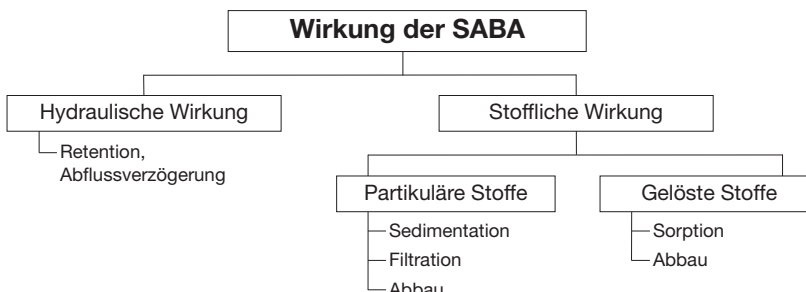 Wirkung der SABA
Hydraulische Wirkung
Retention,
Abflussverzögerung
Stoffliche Wirkung
Partikuläre Stoffe
Sedimentation
Filtration
Abbau
Gelöste Stoffe
Sorption
Abbau